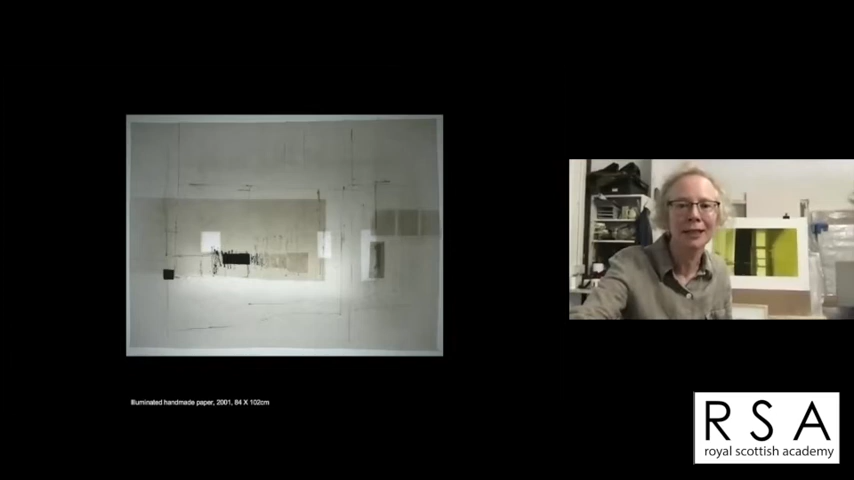 Illuminated handmade paper, 2001, 84 X 102cm
RSA
royal scottish academy